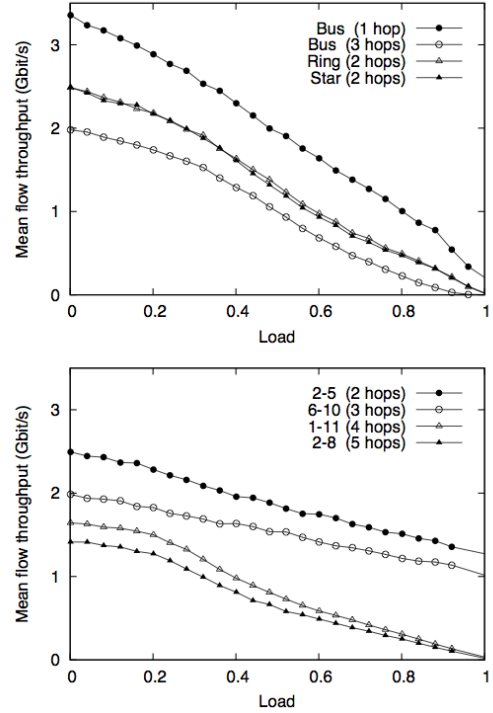 Mean flow throughput (Gbit/s)
3
2
1
0
Bus (1 hop)
Bus (3 hops)
Ring (2 hops)
Star (2 hops)
0 0.2 0.4 0.6 0.8 1
Load
Mean flow throughput (Gbit/s)
3
2
1
0
2-5 (2 hops)
6-10 (3 hops)
1-11 (4 hops)
2-8 (5 hops)
0 0.2 0.4 0.6 0.8 1
Load